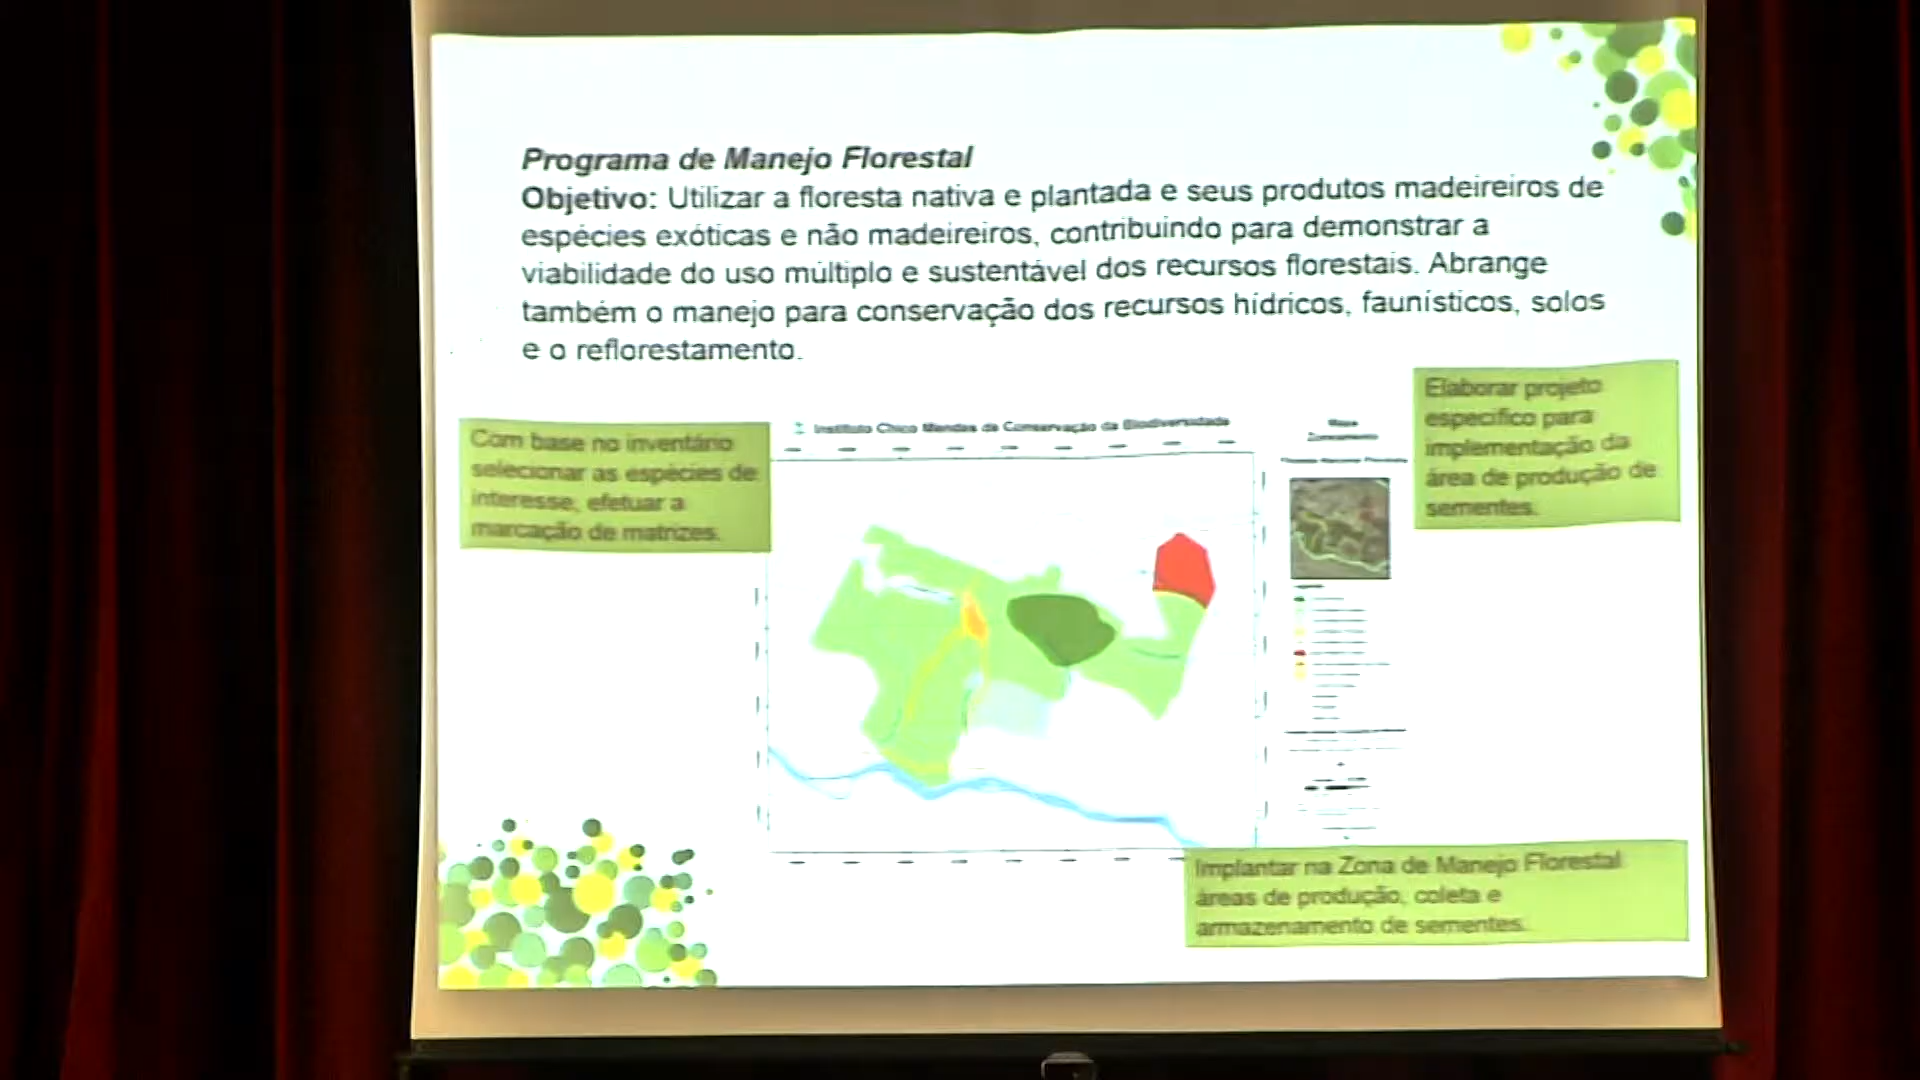 Programa de Manejo Florestal
Objetivo: Utilizar a floresta nativa e plantada e seus produtos madeireiros de
espécies exóticas e não madeireiros, contribuindo para demonstrar a
viabilidade do uso múltiplo e sustentável dos recursos florestais. Abrange
também o manejo para conservação dos recursos hídricos, faunísticos, solos
e o reflorestamento.
Elaborar projeto
específico para
implementação da
área de produção de
sementes.
Com base no inventário
selecionar as espécies de
interesse, efetuar a
marcação de matrizes.
Instituto Chico Mendes de Conservação da Biodiversidade
Implantar na Zona de Manejo Florestal
áreas de produção, coleta e
armazenamento de sementes.